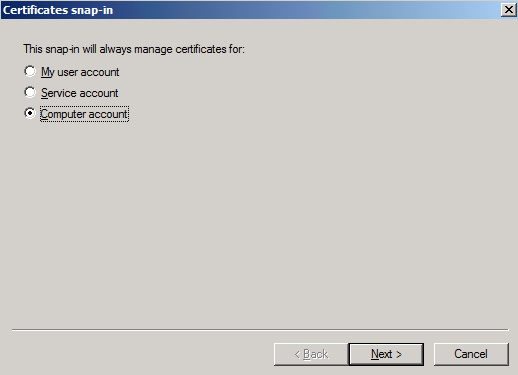 Certificates snap-in
This snap-in will always manage certificates for:
My user account
Service account
Computer account
< Back
Next >
Cancel